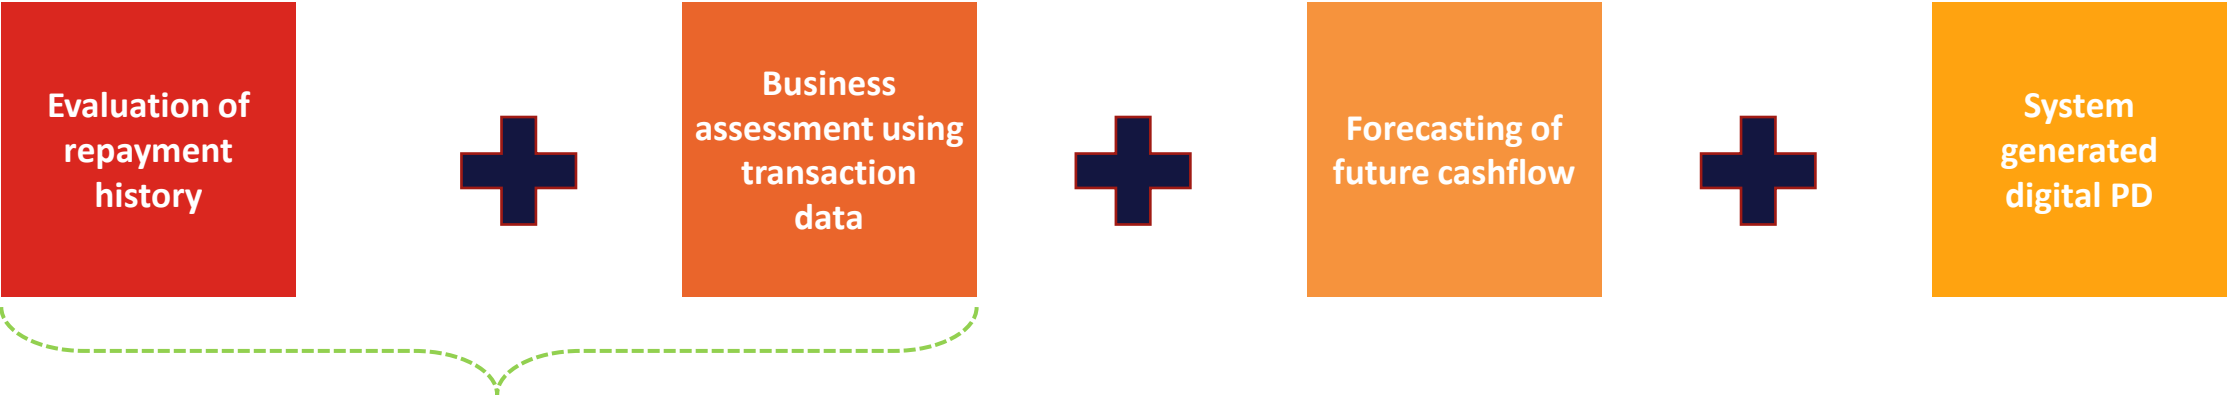 Evaluation of
repayment
history
Business
assessment using
transaction
data
Forecasting of
future cashflow
System
generated
digital PD